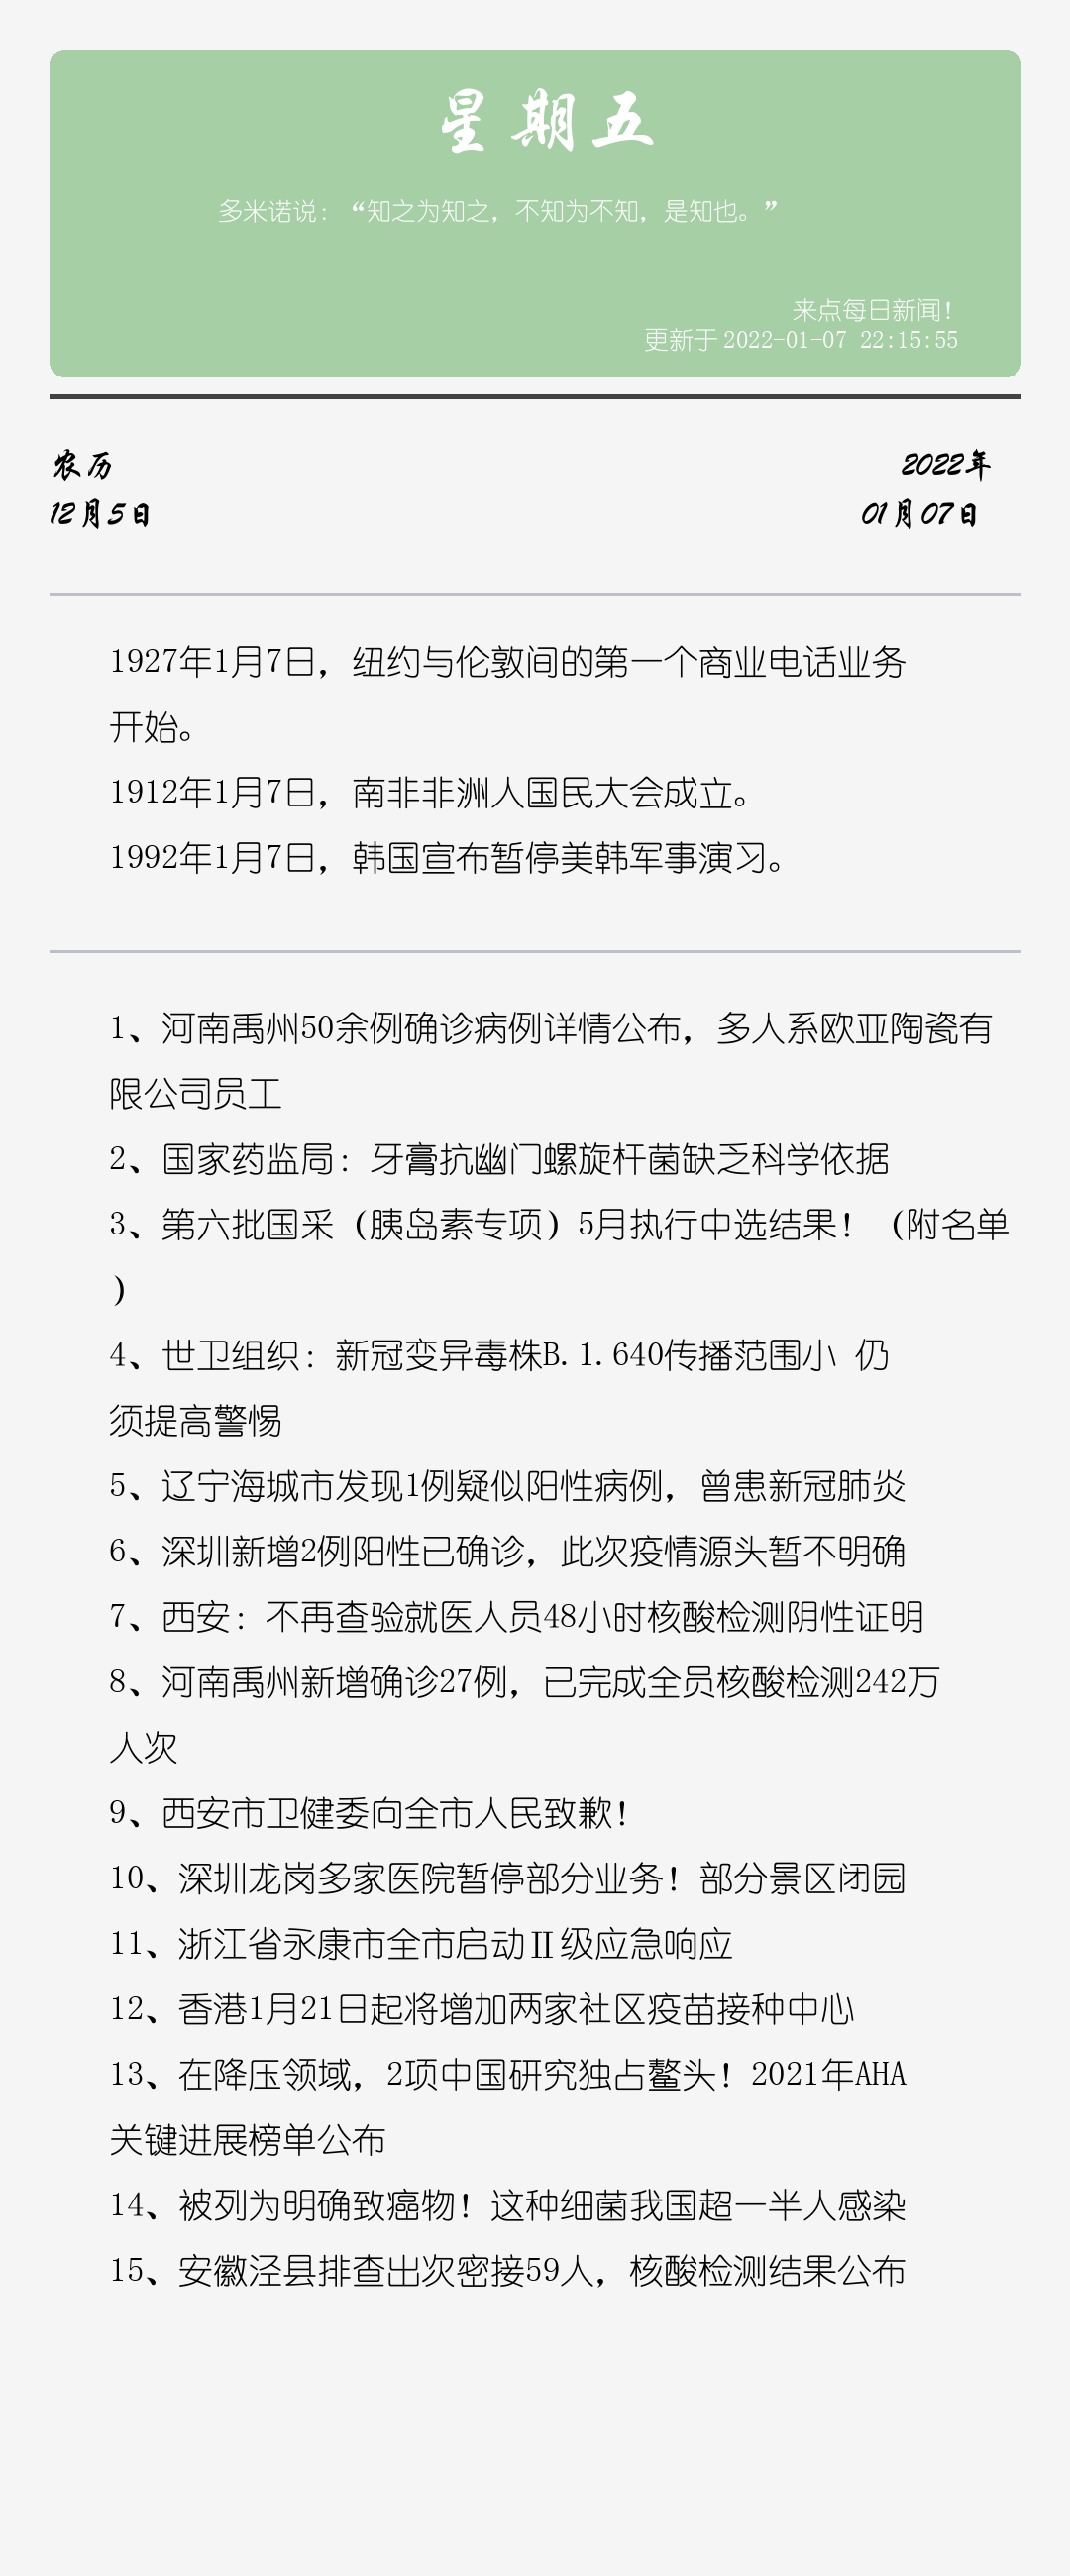 星期五
多米诺说：“知之为知之，不知为不知，是知也。”
来点每日新闻！
更新于 2022-01-07 22:15:55
农历
2022年
12月5日
01月07日
1927年1月7日，纽约与伦敦间的第一个商业电话业务
开始。
1912年1月7日，南非非洲人国民大会成立。
1992年1月7日，韩国宣布暂停美韩军事演习。
1、河南禹州50余例确诊病例详情公布，多人系欧亚陶瓷有
限公司员工
2、国家药监局：牙膏抗幽门螺旋杆菌缺乏科学依据
3、第六批国采（胰岛素专项）5月执行中选结果！（附名单
）
4、世卫组织：新冠变异毒株B.1.640传播范围小 仍
须提高警惕
5、辽宁海城市发现1例疑似阳性病例，曾患新冠肺炎
6、深圳新增2例阳性已确诊，此次疫情源头暂不明确
7、西安：不再查验就医人员48小时核酸检测阴性证明
8、河南禹州新增确诊27例，已完成全员核酸检测242万
人次
9、西安市卫健委向全市人民致歉！
10、深圳龙岗多家医院暂停部分业务！部分景区闭园
11、浙江省永康市全市启动Ⅱ级应急响应
12、香港1月21日起将增加两家社区疫苗接种中心
13、在降压领域，2项中国研究独占鳌头！2021年AHA
关键进展榜单公布
14、被列为明确致癌物！这种细菌我国超一半人感染
15、安徽泾县排查出次密接59人，核酸检测结果公布